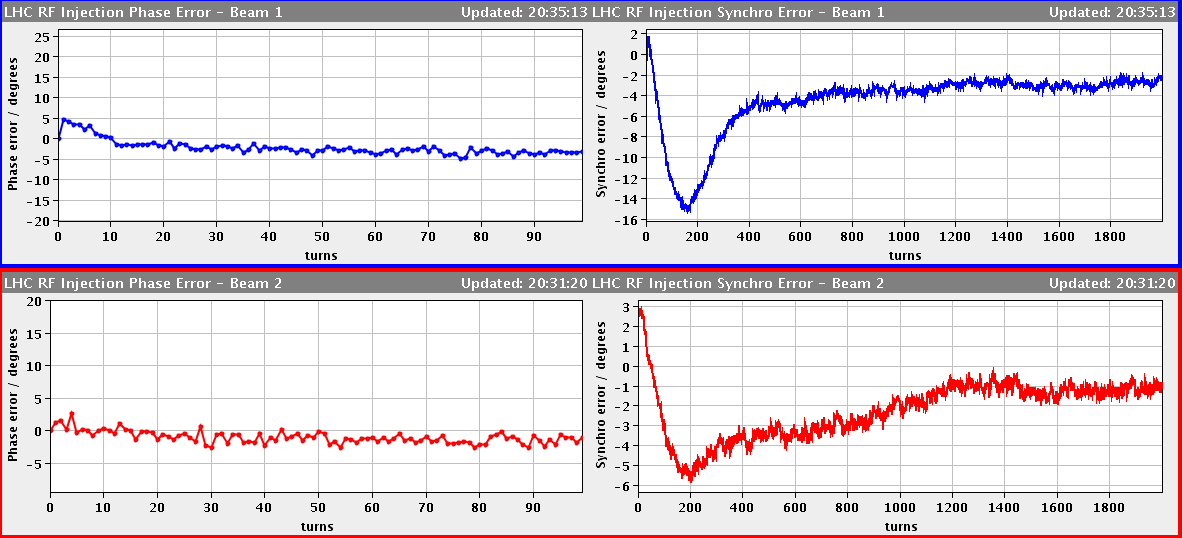 LHC RF Injection Phase Error - Beam 1 Updated: 20:35:13
25
20
15
10
5
0
-5
-10
-15
-20
Phase error / degrees
0 10 20 30 40 50 60 70 80 90
turns
LHC RF Injection Synchro Error - Beam 1 Updated: 20:35:13
2
0
-2
-4
-6
-8
-10
-12
-14
-16
Synchro error / degrees
0 200 400 600 800 1000 1200 1400 1600 1800
turns
LHC RF Injection Phase Error - Beam 2 Updated: 20:31:20
20
15
10
5
0
-5
Phase error / degrees
0 10 20 30 40 50 60 70 80 90
turns
LHC RF Injection Synchro Error - Beam 2 Updated: 20:31:20
3
2
1
0
-1
-2
-3
-4
-5
-6
Synchro error / degrees
0 200 400 600 800 1000 1200 1400 1600 1800
turns